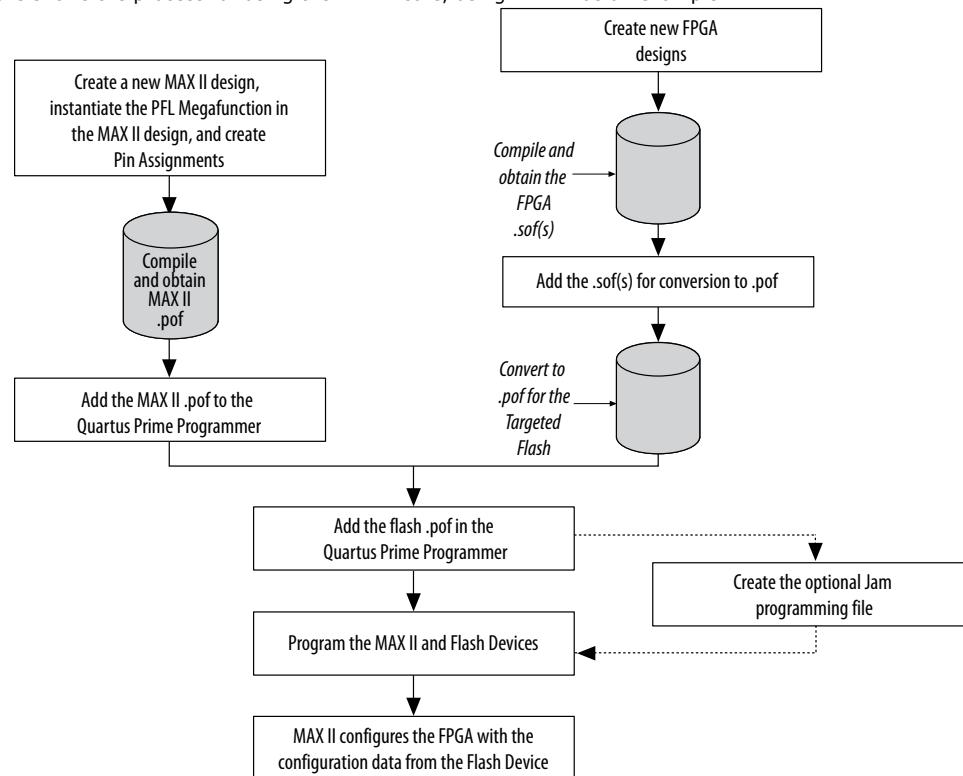 Create new FPGA
designs
Create a new MAX II design,
instantiate the PFL Megafunction in
the MAX II design, and create
Pin Assignments
Compile and
obtain the
FPGA
.sof(s)
Compile
and obtain
MAX II
.pof
Add the .sof(s) for conversion to .pof
Convert to
.pof for the
Targeted
Flash
Add the MAX II .pof to the
Quartus Prime Programmer
Add the flash .pof in the
Quartus Prime Programmer
Create the optional Jam
programming file
Program the MAX II and Flash Devices
MAX II configures the FPGA with the
configuration data from the Flash Device